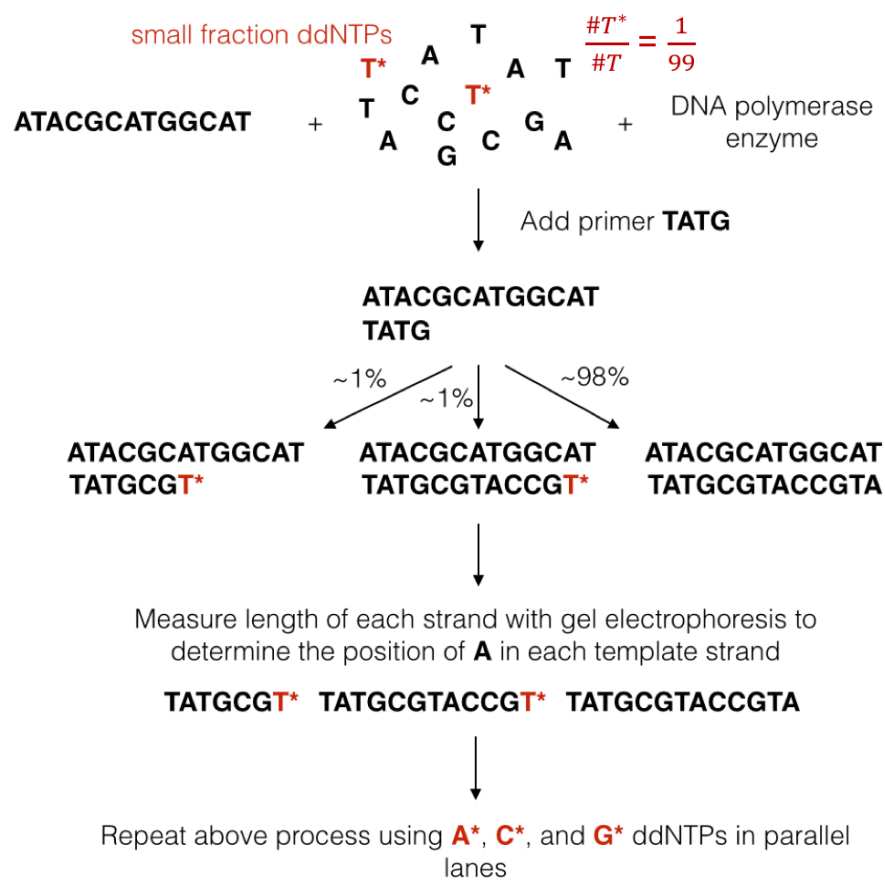 small fraction ddNTPs
T
#T* / #T = 1 / 99
A
T*
A
T
C
T*
T
ATACGCATGGCAT
+
C
G
+
DNA polymerase
enzyme
A
C
A
G
Add primer TATG
ATACGCATGGCAT
TATG
~1%
~1%
~98%
ATACGCATGGCAT
TATGCGT*
ATACGCATGGCAT
TATGCGTACCGT*
ATACGCATGGCAT
TATGCGTACCGTA
Measure length of each strand with gel electrophoresis to
determine the position of A in each template strand
TATGCGT* TATGCGTACCGT* TATGCGTACCGTA
Repeat above process using A*, C*, and G* ddNTPs in parallel
lanes